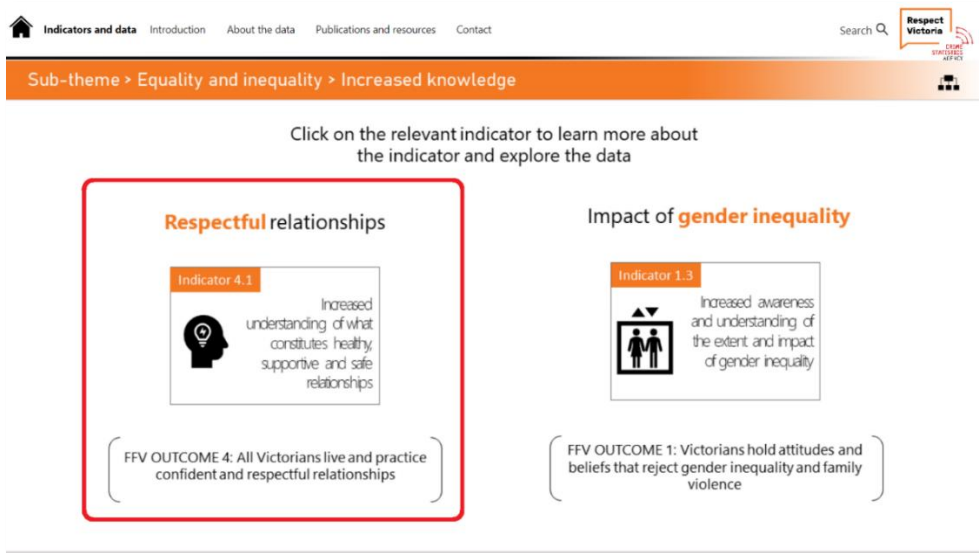 Indicators and data Introduction About the data Publications and resources Contact
Search
Respect
Victoria
CRIME
STATISTICS
AGENCY
Sub-theme > Equality and inequality > Increased knowledge
Click on the relevant indicator to learn more about
the indicator and explore the data
Respectful relationships
Indicator 4.1
Increased
understanding of what
constitutes healthy,
supportive and safe
relationships
FFV OUTCOME 4: All Victorians live and practice
confident and respectful relationships
Impact of gender inequality
Indicator 1.3
Increased awareness
and understanding of
the extent and impact
of gender inequality
FFV OUTCOME 1: Victorians hold attitudes and
beliefs that reject gender inequality and family
violence